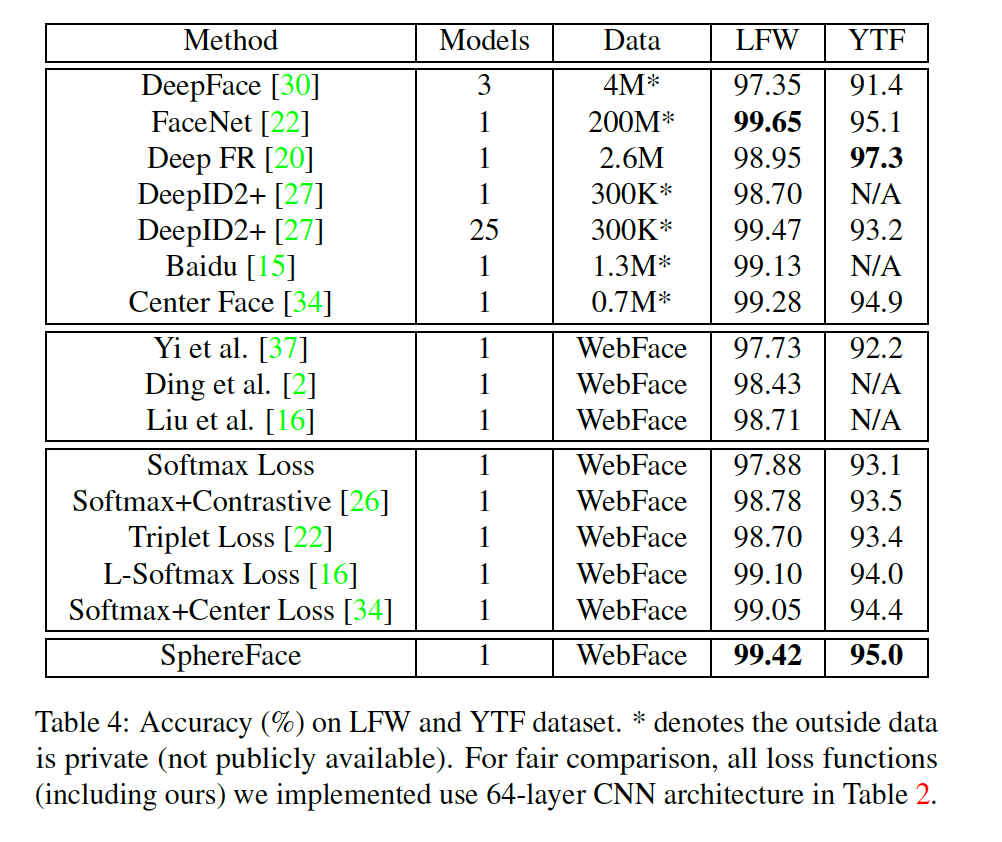 Method Models Data LFW YTF
DeepFace [30] 3 4M* 97.35 91.4
FaceNet [22] 1 200M* 99.65 95.1
Deep FR [20] 1 2.6M 98.95 97.3
DeepID2+ [27] 1 300K* 98.70 N/A
DeepID2+ [27] 25 300K* 99.47 93.2
Baidu [15] 1 1.3M* 99.13 N/A
Center Face [34] 1 0.7M* 99.28 94.9
Yi et al. [37] 1 WebFace 97.73 92.2
Ding et al. [2] 1 WebFace 98.43 N/A
Liu et al. [16] 1 WebFace 98.71 N/A
Softmax Loss 1 WebFace 97.88 93.1
Softmax+Contrastive [26] 1 WebFace 98.78 93.5
Triplet Loss [22] 1 WebFace 98.70 93.4
L-Softmax Loss [16] 1 WebFace 99.10 94.0
Softmax+Center Loss [34] 1 WebFace 99.05 94.4
SphereFace 1 WebFace 99.42 95.0
Table 4: Accuracy (%) on LFW and YTF dataset. * denotes the outside data
is private (not publicly available). For fair comparison, all loss functions
(including ours) we implemented use 64-layer CNN architecture in Table 2.